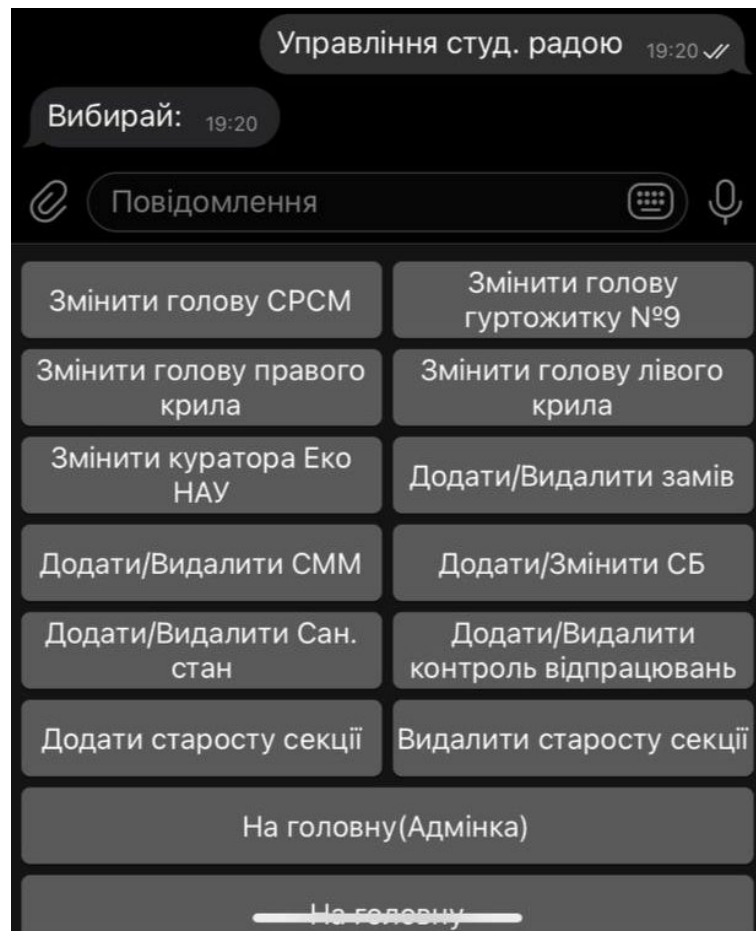 Управління студ. радою 19:20
Вибирай: 19:20
Повідомлення
Змінити голову СРСМ
Змінити голову
гуртожитку №9
Змінити голову правого
крила
Змінити голову лівого
крила
Змінити куратора Еко
НАУ
Додати/Видалити замів
Додати/Видалити СММ
Додати/Змінити СБ
Додати/Видалити Сан.
стан
Додати/Видалити
контроль відпрацювань
Додати старосту секції
Видалити старосту секції
На головну(Адмінка)
На головну